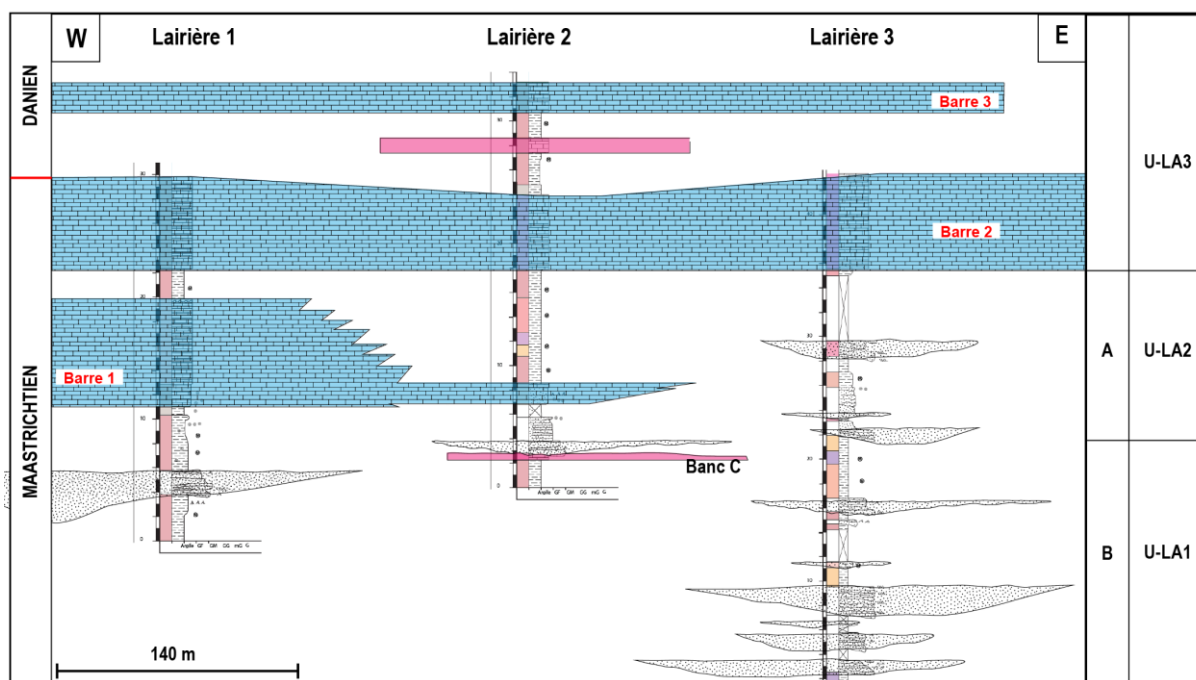 W
Lairière 1
Lairière 2
Lairière 3
E
DANIEN
Barre 3
U-LA3
Barre 2
MAASTRICHTIEN
Barre 1
A
U-LA2
Banc C
B
U-LA1
140 m